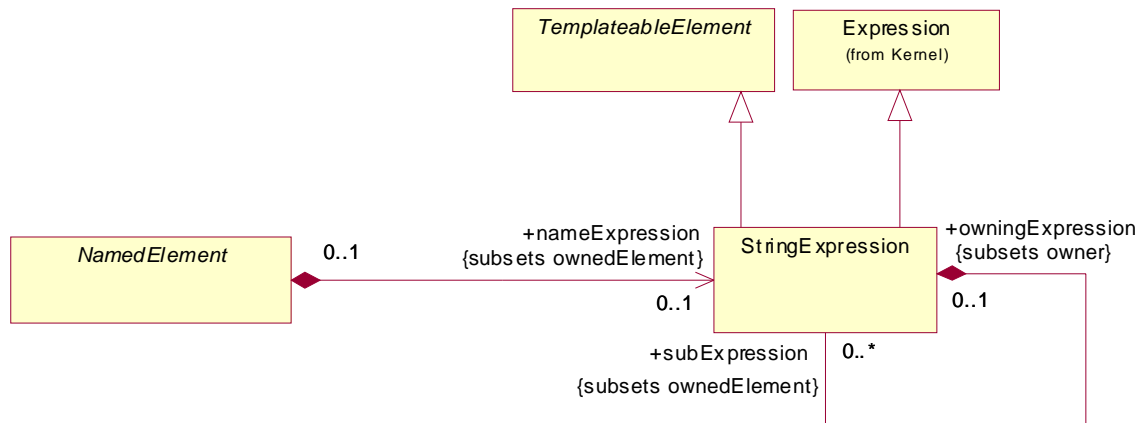 TemplateableElement
Expression
(from Kernel)
NamedElement
0..1
+nameExpression
{subsets ownedElement}
0..1
StringExpression
+owningExpression
{subsets owner}
0..1
+subExpression
0..*
{subsets ownedElement}